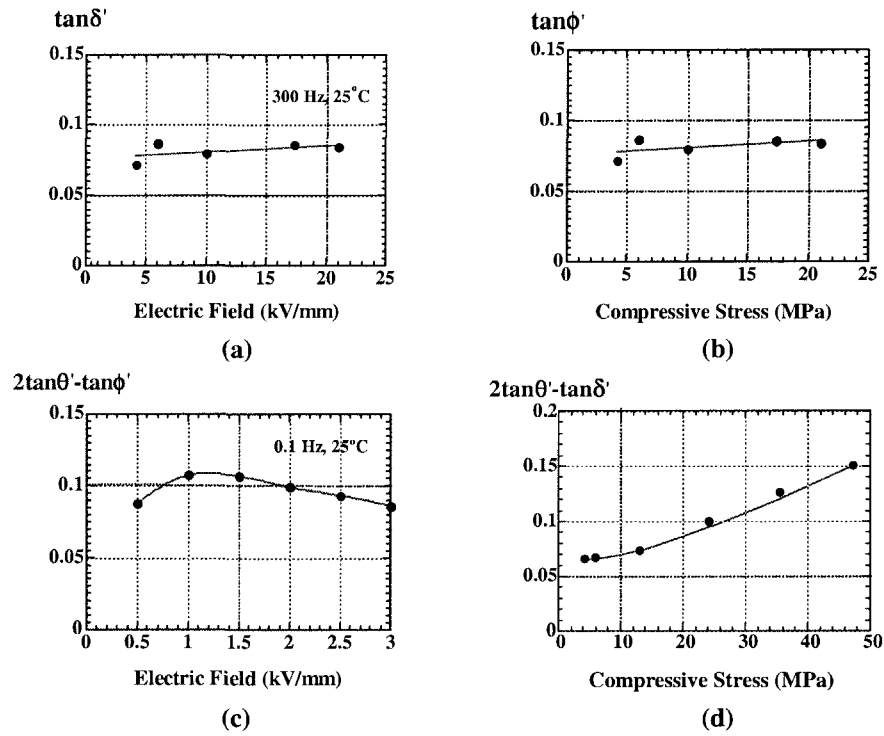 tanδ'
0.15
0.1
0.05
0
300 Hz, 25°C
0 5 10 15 20 25
Electric Field (kV/mm)
(a)
tanϕ'
0.15
0.1
0.05
0
0 5 10 15 20 25
Compressive Stress (MPa)
(b)
2tanθ'-tanϕ'
0.15
0.1
0.05
0
0.1 Hz, 25°C
0 0.5 1 1.5 2 2.5 3
Electric Field (kV/mm)
(c)
2tanθ'-tanδ'
0.2
0.15
0.1
0.05
0
0 10 20 30 40 50
Compressive Stress (MPa)
(d)